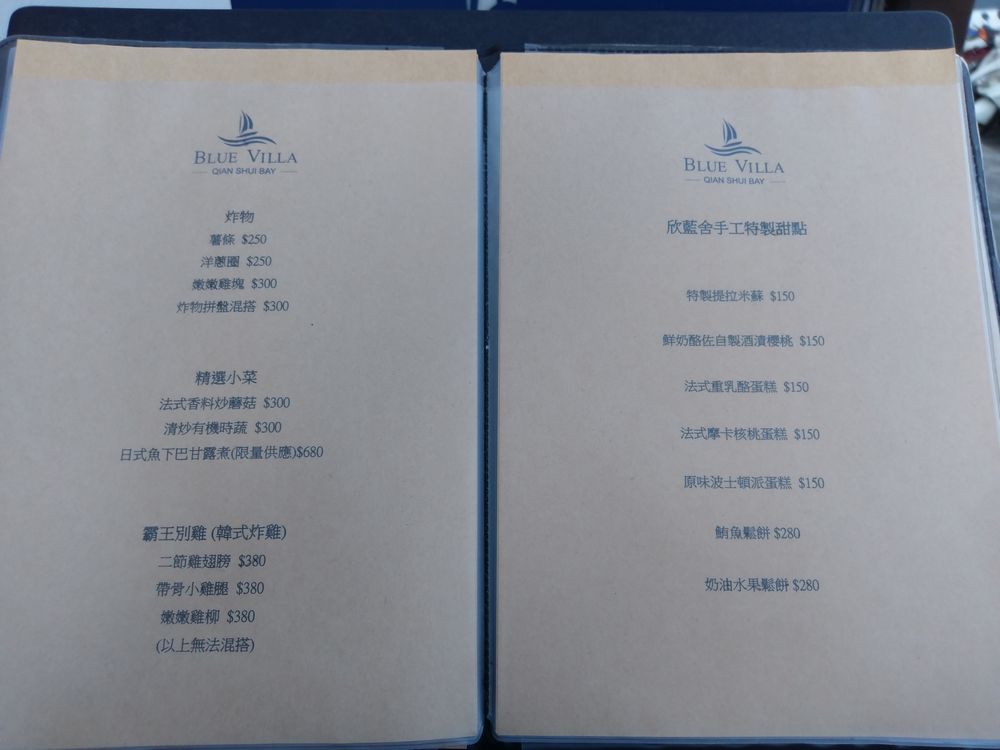 BLUE VILLA
QIAN SHUI BAY
炸物
薯條 $250
洋蔥圈 $250
嫩嫩雞塊 $300
炸物拼盤混搭 $300
精選小菜
法式香料炒蘑菇 $300
清炒有機時蔬 $300
日式魚下巴甘露煮(限量供應)$680
霸王別雞 (韓式炸雞)
二節雞翅膀 $380
帶骨小雞腿 $380
嫩嫩雞柳 $380
(以上無法混搭)
BLUE VILLA
QIAN SHUI BAY
欣藍舍手工特製甜點
特製提拉米蘇 $150
鮮奶酪佐自製酒漬櫻桃 $150
法式重乳酪蛋糕 $150
法式摩卡核桃蛋糕 $150
原味波士頓派蛋糕 $150
鮪魚鬆餅 $280
奶油水果鬆餅 $280